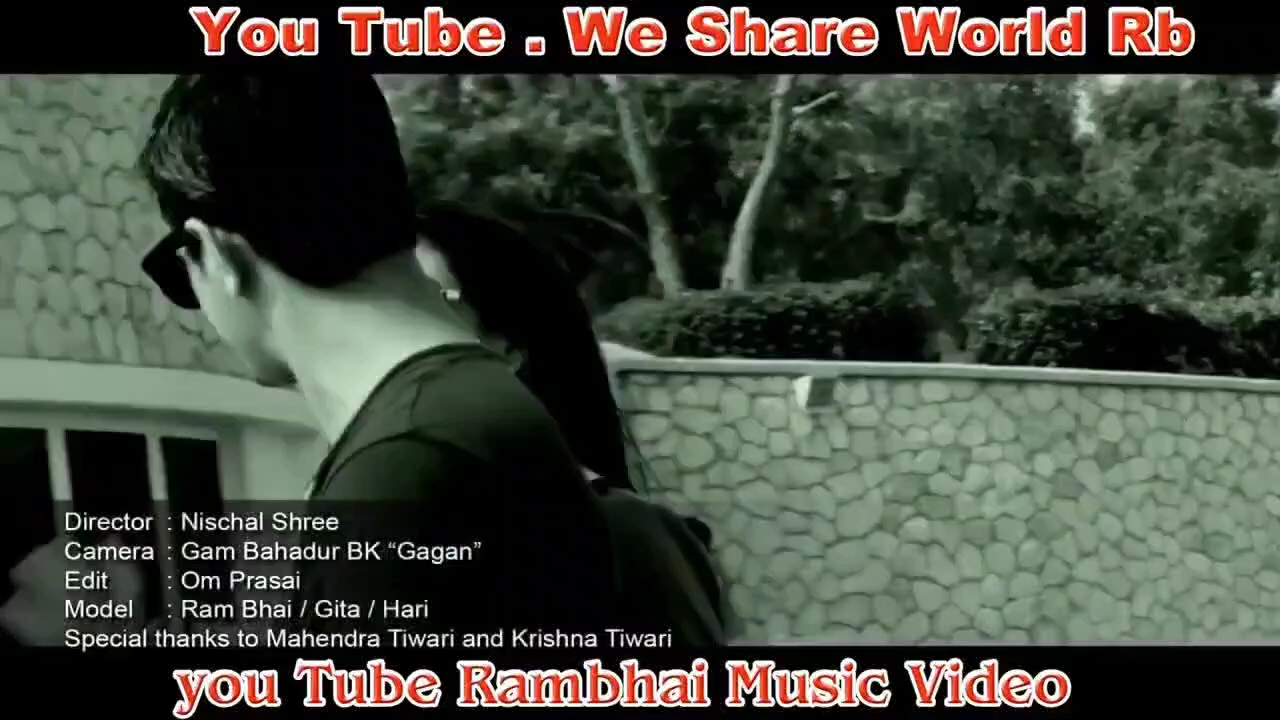 You Tube . We Share World Rb
Director : Nischal Shree
Camera : Gam Bahadur BK “Gagan”
Edit : Om Prasai
Model : Ram Bhai / Gita / Hari
Special thanks to Mahendra Tiwari and Krishna Tiwari
you Tube Rambhai Music Video